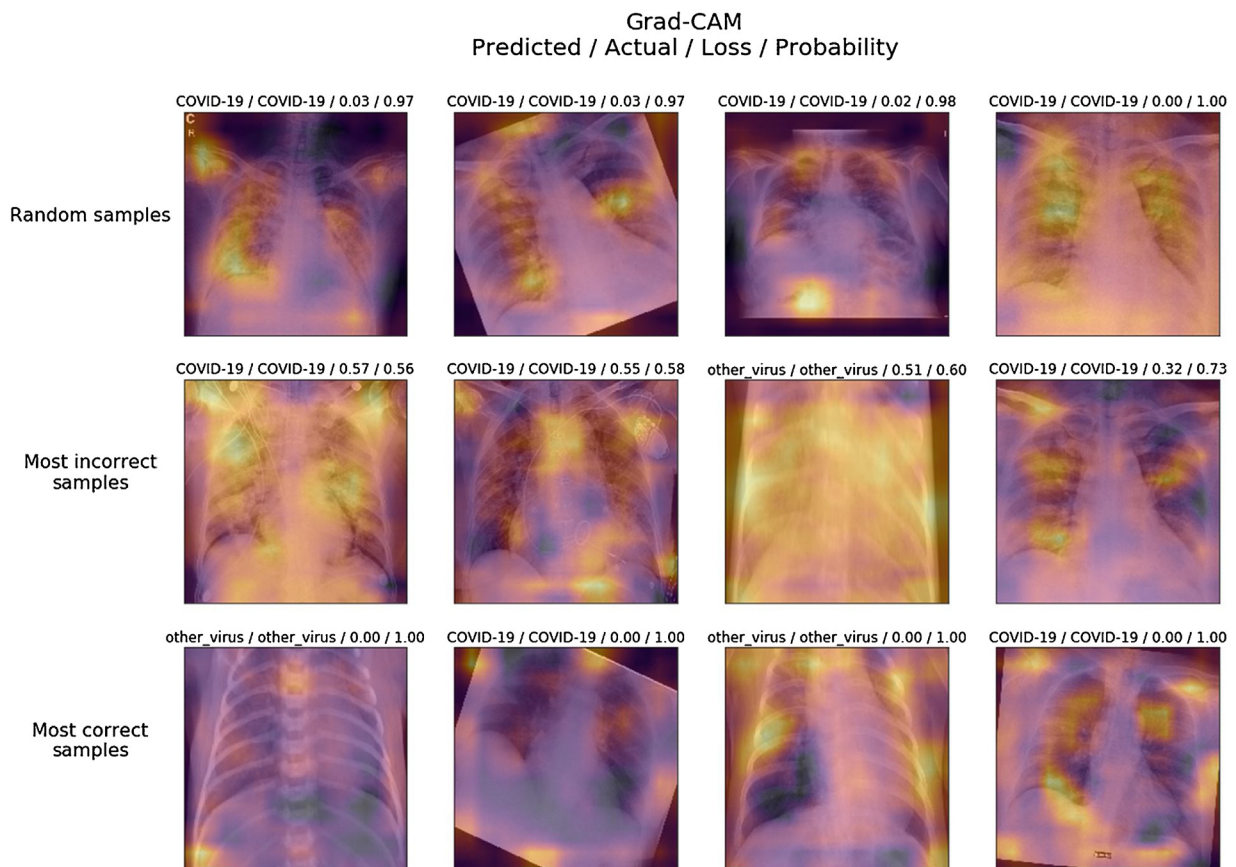 Grad-CAM
Predicted / Actual / Loss / Probability
COVID-19 / COVID-19 / 0.03 / 0.97
COVID-19 / COVID-19 / 0.03 / 0.97
COVID-19 / COVID-19 / 0.02 / 0.98
COVID-19 / COVID-19 / 0.00 / 1.00
C
R
Random samples
COVID-19 / COVID-19 / 0.57 / 0.56
COVID-19 / COVID-19 / 0.55 / 0.58
other_virus / other_virus / 0.51 / 0.60
COVID-19 / COVID-19 / 0.32 / 0.73
Most incorrect
samples
other_virus / other_virus / 0.00 / 1.00
COVID-19 / COVID-19 / 0.00 / 1.00
other_virus / other_virus / 0.00 / 1.00
COVID-19 / COVID-19 / 0.00 / 1.00
Most correct
samples